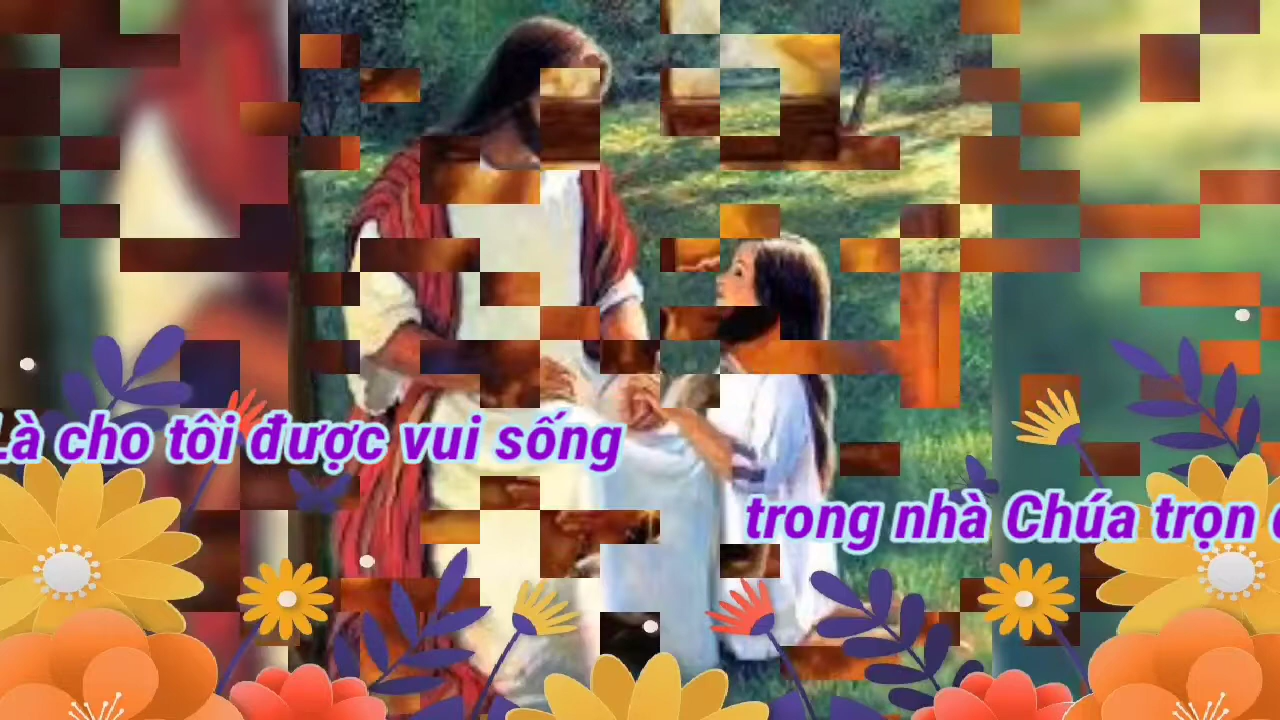 Là cho tôi được vui sống
trong nhà Chúa trọn